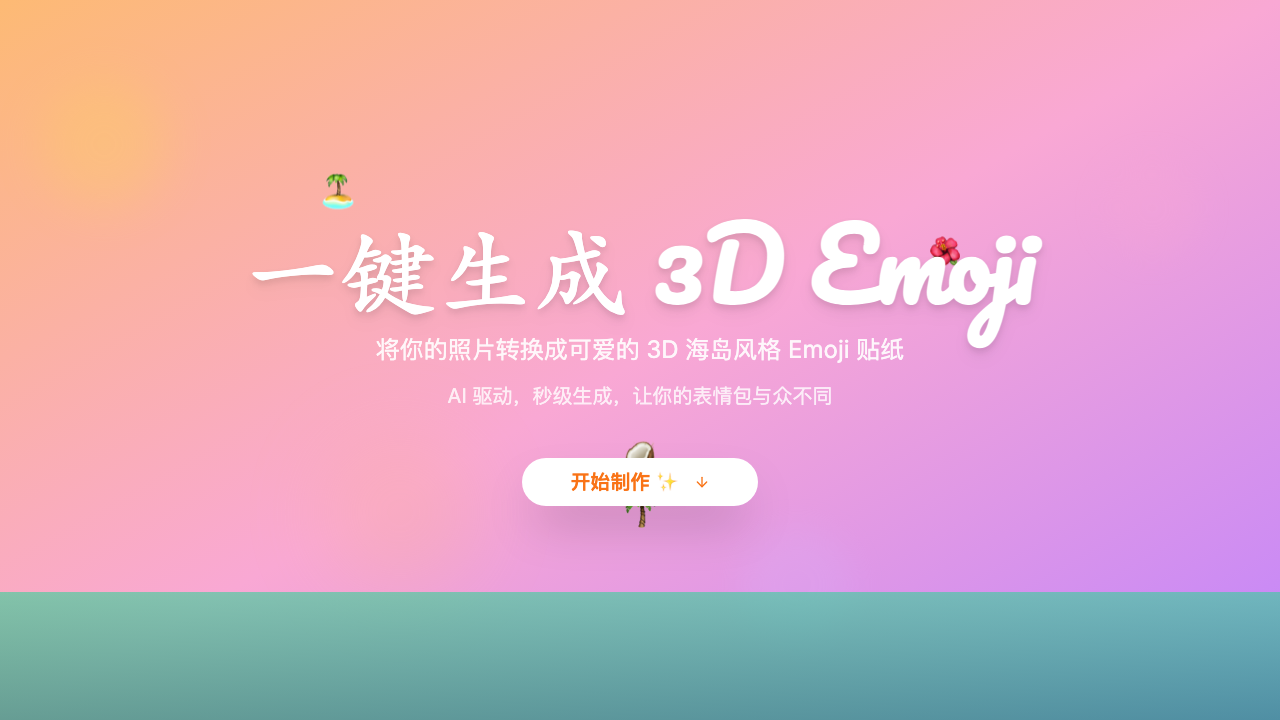 一键生成 3D Emoji
将你的照片转换成可爱的 3D 海岛风格 Emoji 贴纸
AI 驱动，秒级生成，让你的表情包与众不同
开始制作 ✨ ↓